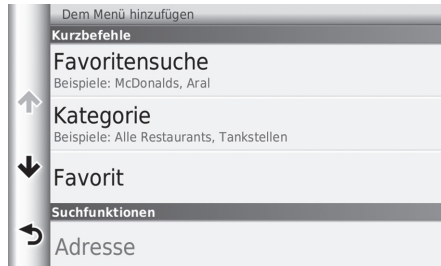 Dem Menü hinzufügen
Kurzbefehle
Favoritensuche
Beispiele: McDonalds, Aral
Kategorie
Beispiele: Alle Restaurants, Tankstellen
Favorit
Suchfunktionen
Adresse